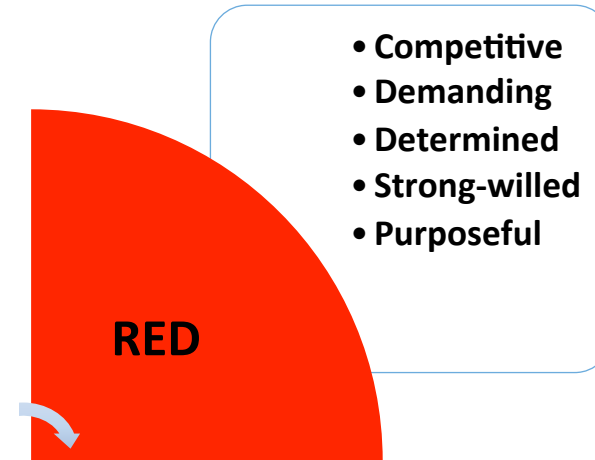 • Competitive
• Demanding
• Determined
• Strong-willed
• Purposeful
RED